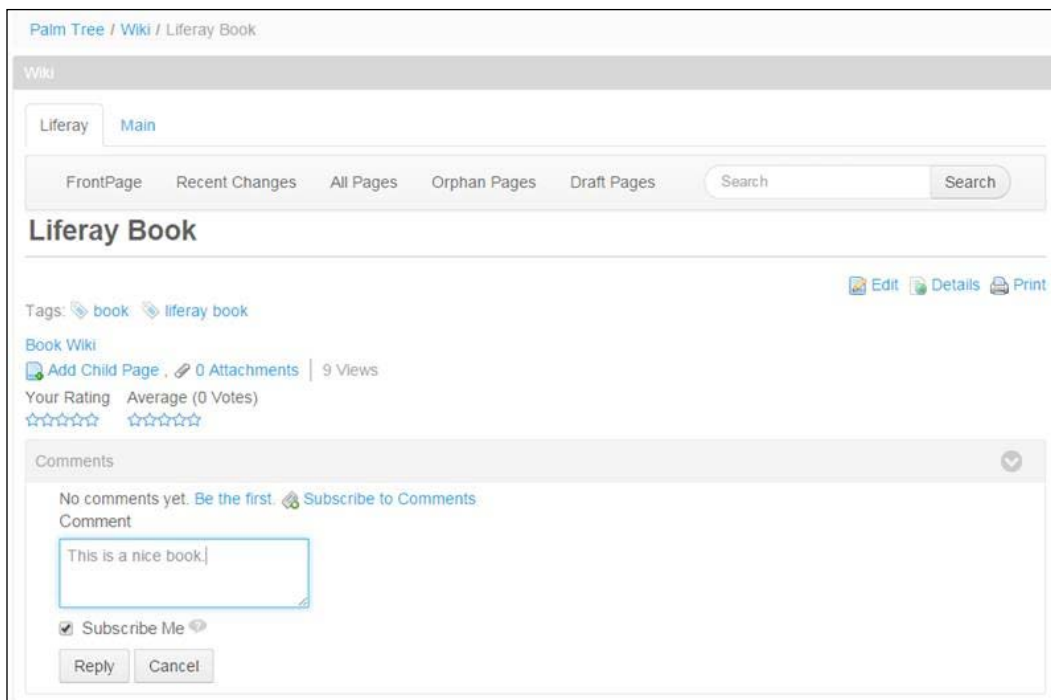 Palm Tree / Wiki / Liferay Book
Wiki
Liferay Main
FrontPage Recent Changes All Pages Orphan Pages Draft Pages Search Search
Liferay Book
Edit Details Print
Tags: book liferay book
Book Wiki
Add Child Page , 0 Attachments | 9 Views
Your Rating Average (0 Votes)
Comments
No comments yet. Be the first. Subscribe to Comments
Comment
This is a nice book.
Subscribe Me
Reply Cancel